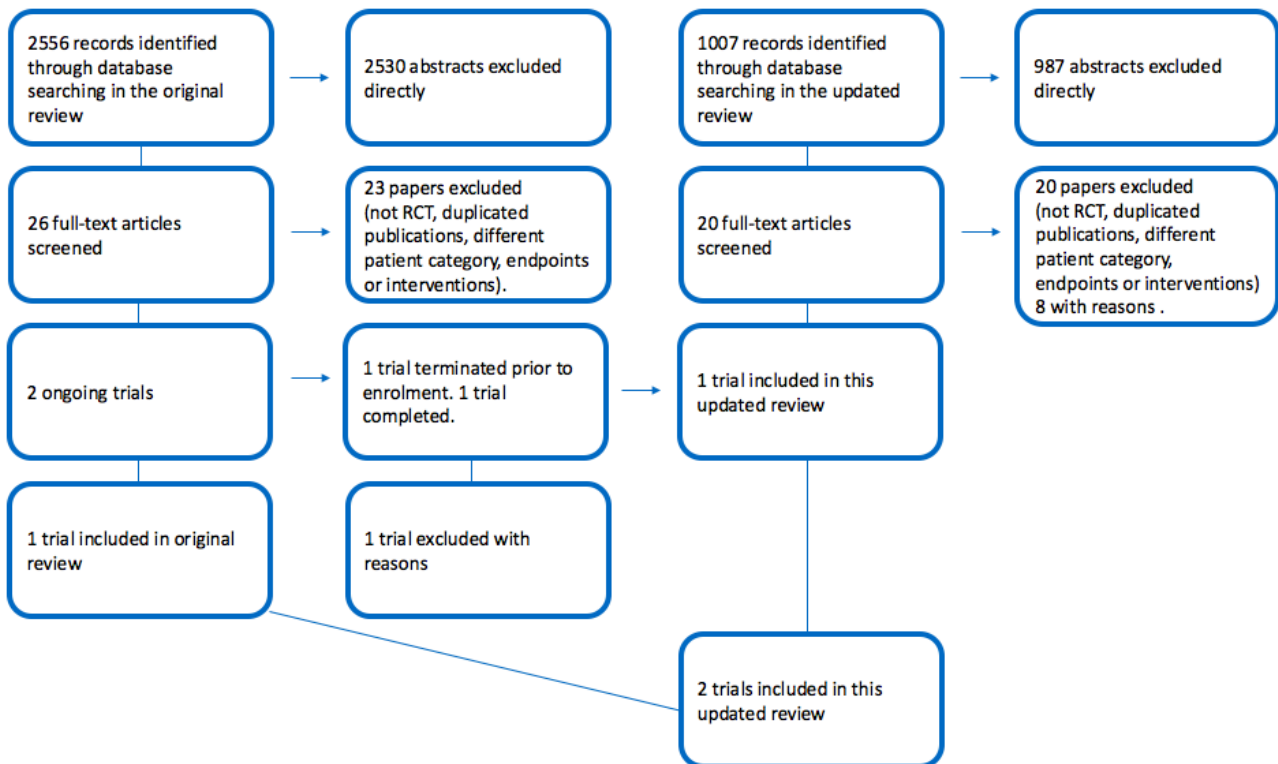 2556 records identified
through database
searching in the original
review
2530 abstracts excluded
directly
1007 records identified
through database
searching in the updated
review
987 abstracts excluded
directly
26 full-text articles
screened
23 papers excluded
(not RCT, duplicated
publications, different
patient category, endpoints
or interventions).
20 full-text articles
screened
20 papers excluded
(not RCT, duplicated
publications, different
patient category,
endpoints or interventions)
8 with reasons .
2 ongoing trials
1 trial terminated prior to
enrolment. 1 trial
completed.
1 trial included in this
updated review
1 trial included in original
review
1 trial excluded with
reasons
2 trials included in this
updated review